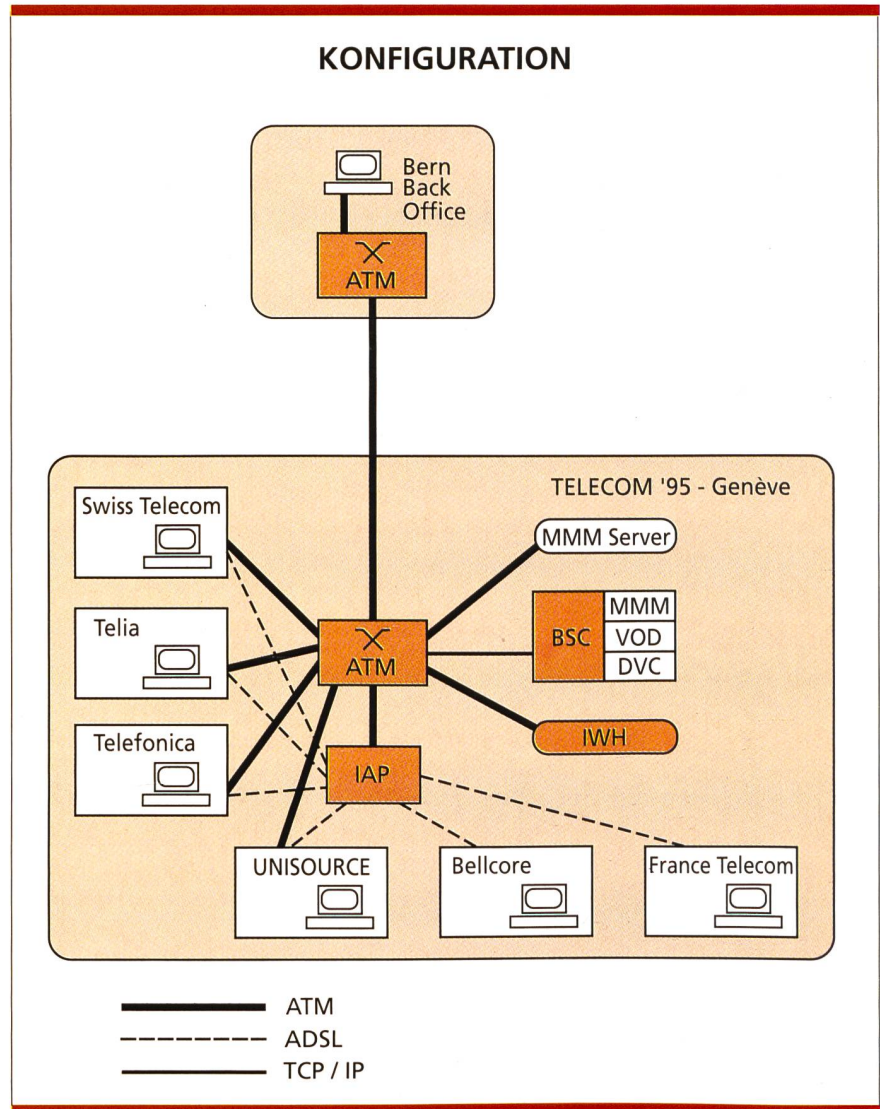 KONFIGURATION
Bern
Back
Office
ATM
TELECOM '95 - Genève
Swiss Telecom
MMM Server
Telia
ATM
BSC
MMM
VOD
DVC
Telefonica
IWH
IAP
UNISOURCE
Bellcore
France Telecom
ATM
ADSL
TCP / IP